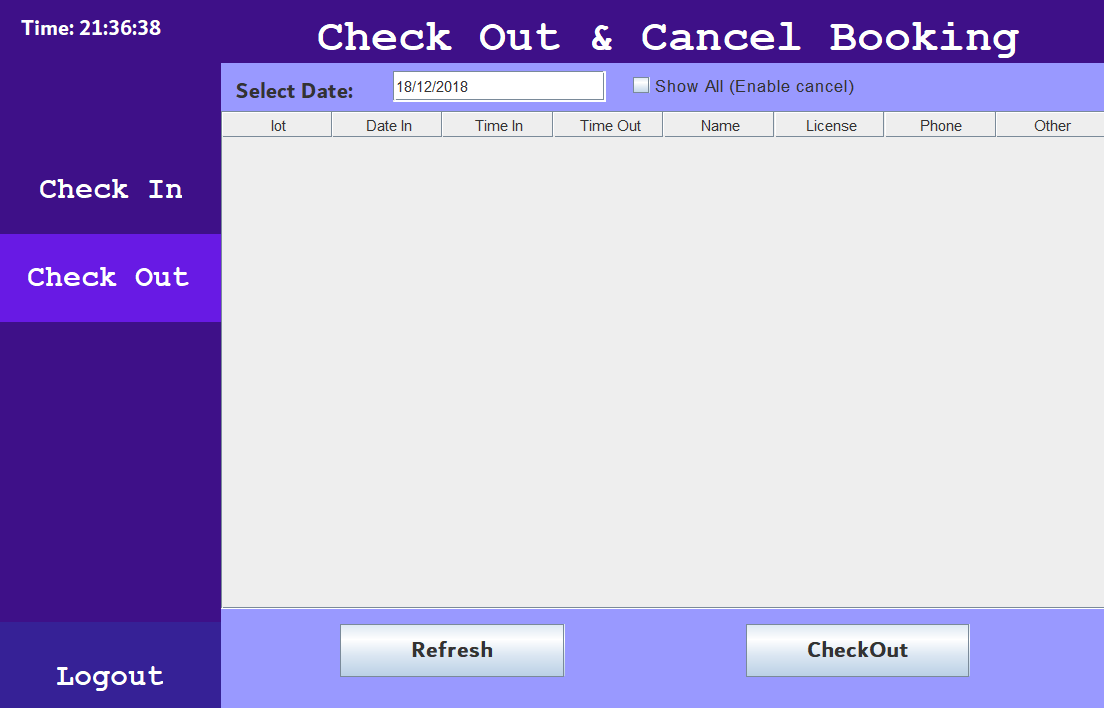 Time: 21:36:38
Check Out & Cancel Booking
Select Date: 18/12/2018 Show All (Enable cancel)
lot Date In Time In Time Out Name License Phone Other
Check In
Check Out
Refresh CheckOut
Logout